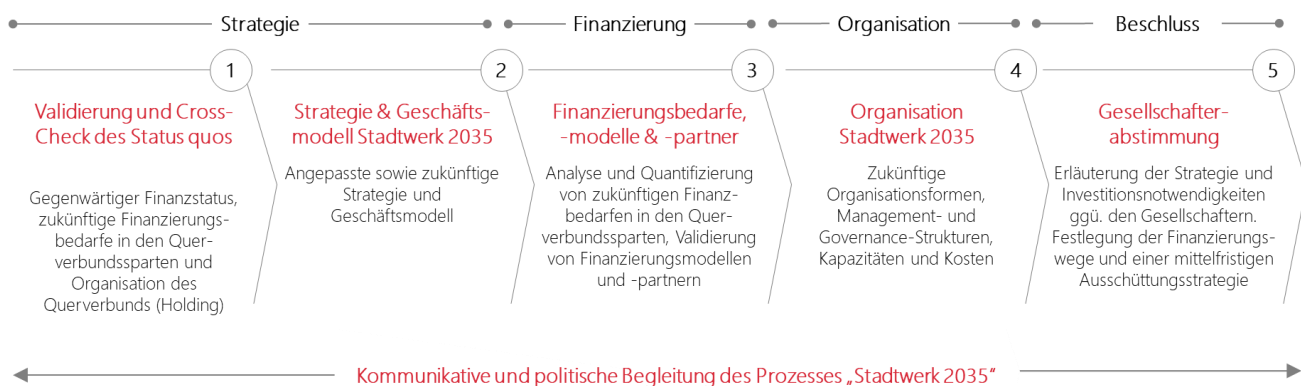 Strategie
Finanzierung
Organisation
Beschluss
1
2
3
4
5
Validierung und Cross-
Check des Status quos
Gegenwärtiger Finanzstatus,
zukünftige Finanzierungs-
bedarfe in den Quer-
verbundssparten und
Organisation des
Querverbunds (Holding)
Strategie & Geschäfts-
modell Stadtwerk 2035
Angepasste sowie zukünftige
Strategie und
Geschäftsmodell
Finanzierungsbedarfe,
-modelle & -partner
Analyse und Quantifizierung
von zukünftigen Finanz-
bedarfen in den Quer-
verbundssparten, Validierung
von Finanzierungsmodellen
und -partnern
Organisation
Stadtwerk 2035
Zukünftige
Organisationsformen,
Management- und
Governance-Strukturen,
Kapazitäten und Kosten
Gesellschafter-
abstimmung
Erläuterung der Strategie und
Investitionsnotwendigkeiten
ggü. den Gesellschaftern.
Festlegung der Finanzierungs-
wege und einer mittelfristigen
Ausschüttungsstrategie
Kommunikative und politische Begleitung des Prozesses „Stadtwerk 2035"